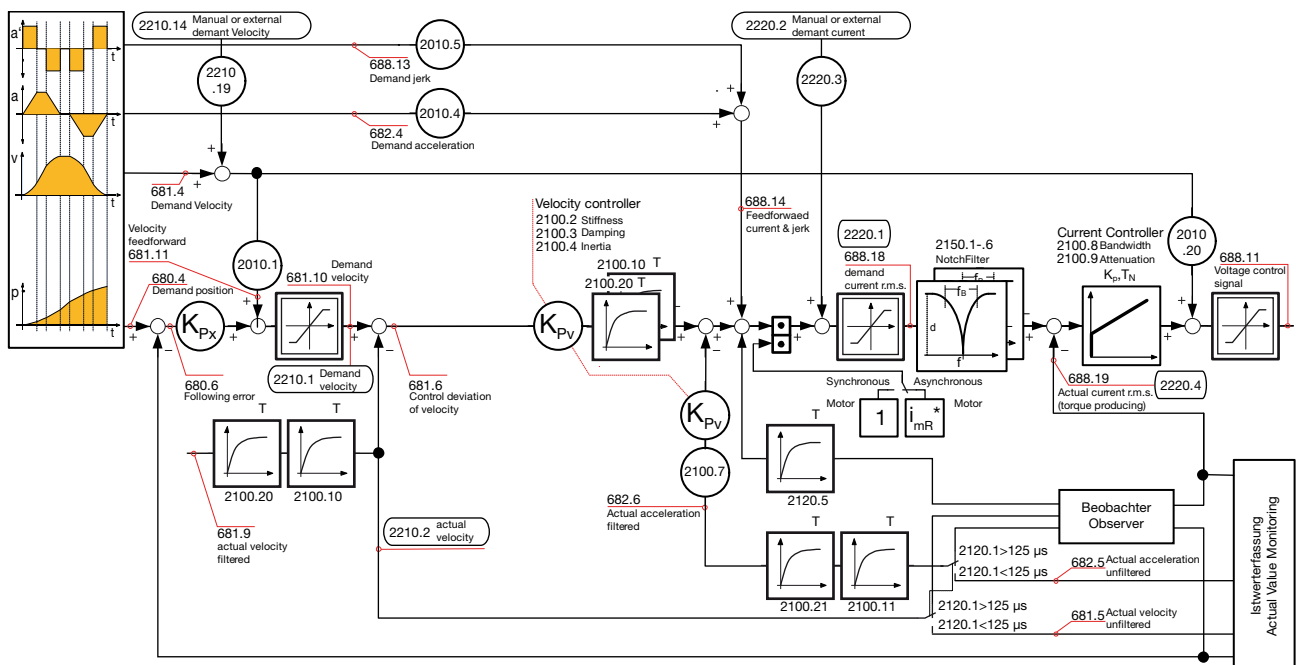 a'
t
a
t
v
t
p
t
2210.14 Manual or external
demant Velocity
2210
.19
2010.5
688.13
Demand jerk
2010.4
682.4
Demand acceleration
2220.2 Manual or external
demant current
2220.3
+
+
+
+
681.4
Demand Velocity
Velocity
feedforward
681.11
2010.1
680.4
Demand position
+
−
KPx
680.6
Following error
+
+
681.10
Demand
velocity
2210.1 Demand
velocity
+
−
681.6
Control deviation
of velocity
Velocity controller
2100.2 Stiffness
2100.3 Damping
2100.4 Inertia
KPv
2100.10 T
2100.20 T
+
−
−
688.14
Feedforwaed
current & jerk
+
+
+
+
+
2220.1
688.18
demand
current r.m.s.
2150.1-.6
NotchFilter
fB
d
f
−
+
−
Current Controller
2100.8 Bandwidth
2100.9 Attenuation
Kp,TN
2010
.20
688.11
Voltage control
signal
+
+
688.19
Actual current r.m.s.
(torque producing)
2220.4
Synchronous
Motor
1
Asynchronous
Motor
imR*
T
T
2100.20
2100.10
681.9
actual velocity
filtered
2210.2 actual
velocity
KPv
2100.7
682.6
Actual acceleration
filtered
T
2120.5
T
T
2100.21
2100.11
Beobachter
Observer
2120.1>125 µs
2120.1<125 µs
682.5 Actual acceleration
unfiltered
2120.1>125 µs
2120.1<125 µs
681.5 Actual velocity
unfiltered
Istwerterfassung
Actual Value Monitoring